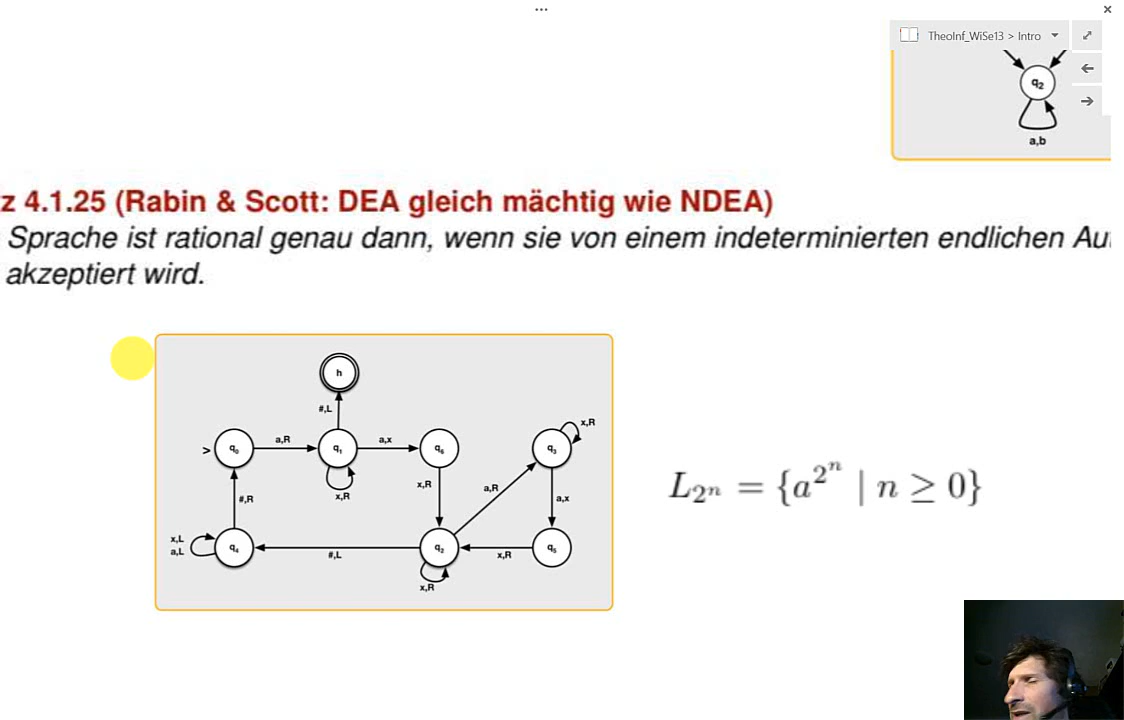 ...
TheoInf_WiSe13 > Intro
q₂
a,b
z 4.1.25 (Rabin & Scott: DEA gleich mächtig wie NDEA)
Sprache ist rational genau dann, wenn sie von einem indeterminierten endlichen Au
akzeptiert wird.
h
#,L
x,R
> q₀ a,R q₁ a,x q₆ q₃
x,R x,R a,R a,x
#,R
x,L
a,L
q₄ #,L q₂ x,R q₅
x,R
L₂ₙ = {a^{2^n} | n ≥ 0}